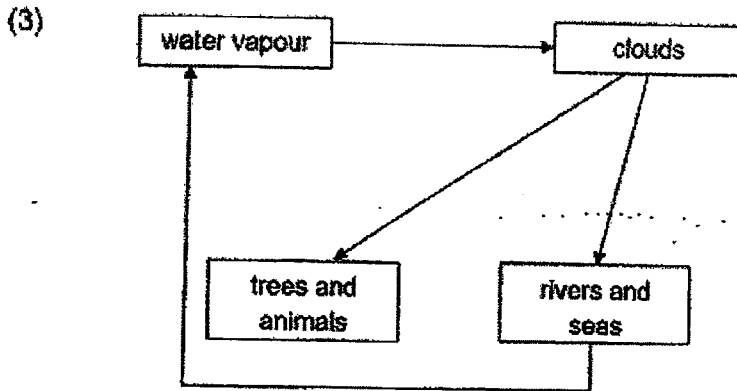 (3)
water vapour
clouds
trees and
animals
rivers and
seas